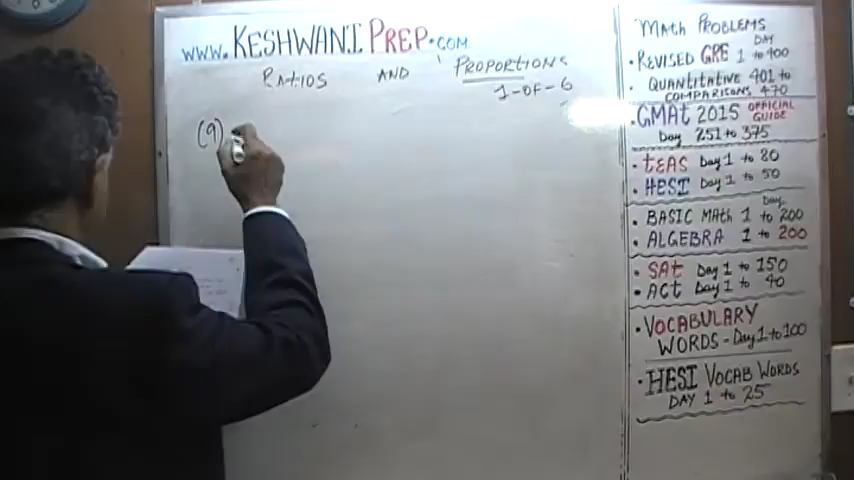 www.KESHWANIPREP.COM
RATIOS AND PROPORTIONS
1-OF-6
(9)
MATH PROBLEMS
DAY
• REVISED GRE 1 to 400
• QUANTITATIVE 401 to
COMPARISONS 470
• GMAT 2015 OFFICIAL
GUIDE
Day 251 to 375
• TEAS Day 1 to 80
• HESI Day 1 to 50
Day
• BASIC MATH 1 to 200
• ALGEBRA 1 to 200
• SAT Day 1 to 150
• ACT Day 1 to 40
• VOCABULARY
WORDS - Day 1 to 100
• HESI VOCAB WORDS
DAY 1 to 25